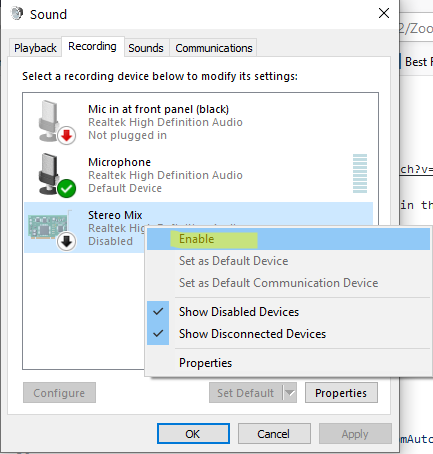 Sound
2/Zoo
Playback
Recording
Sounds
Communications
Best
Select a recording device below to modify its settings:
Mic in at front panel (black)
Realtek High Definition Audio
Not plugged in
ch?v=
Microphone
Realtek High Definition Audio
Default Device
in th
Stereo Mix
Realtek High Definition Audio
Disabled
Enable
Set as Default Device
Set as Default Communication Device
Show Disabled Devices
Show Disconnected Devices
Properties
Configure
Set Default
Properties
OK
Cancel
Apply
mAuto